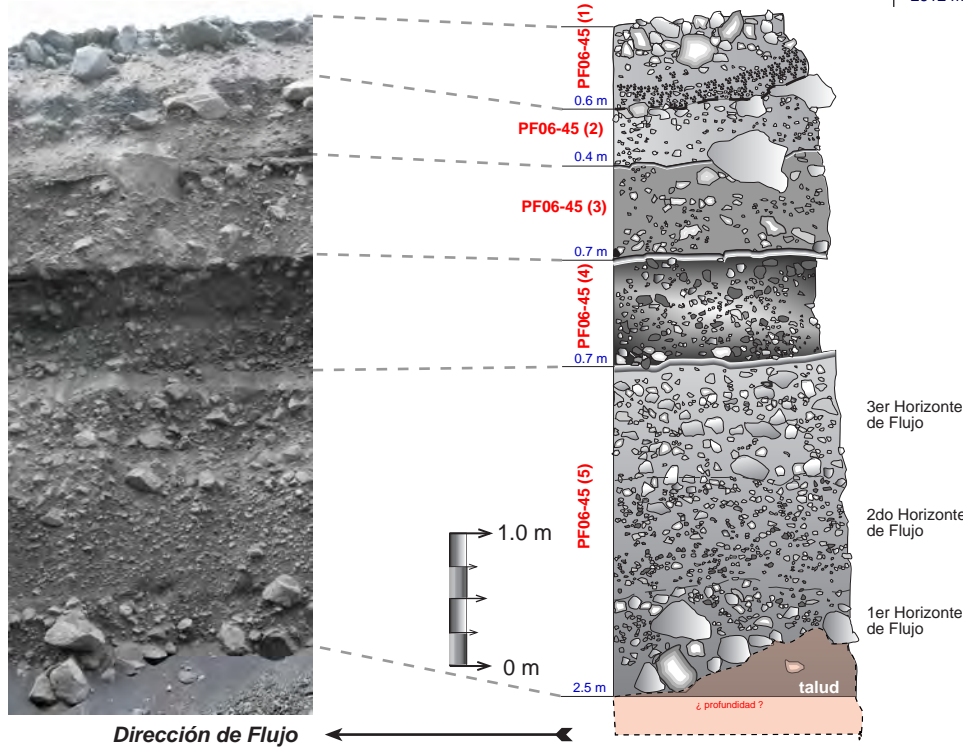 PF06-45 (1)
0.6 m
PF06-45 (2)
0.4 m
PF06-45 (3)
0.7 m
PF06-45 (4)
0.7 m
3er Horizonte
de Flujo
PF06-45 (5)
2do Horizonte
de Flujo
1.0 m
1er Horizonte
de Flujo
0 m
talud
2.5 m
¿ profundidad ?
Dirección de Flujo